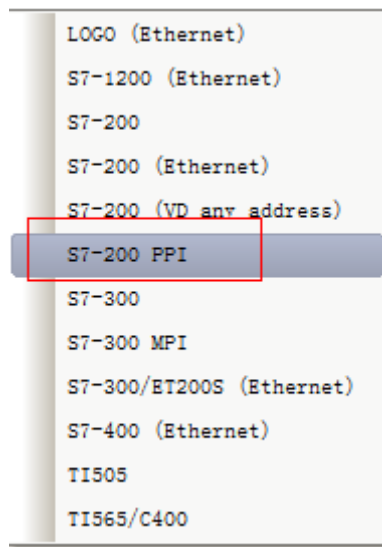 LOGO (Ethernet)
S7-1200 (Ethernet)
S7-200
S7-200 (Ethernet)
S7-200 (VD any address)
S7-200 PPI
S7-300
S7-300 MPI
S7-300/ET200S (Ethernet)
S7-400 (Ethernet)
TI505
TI565/C400